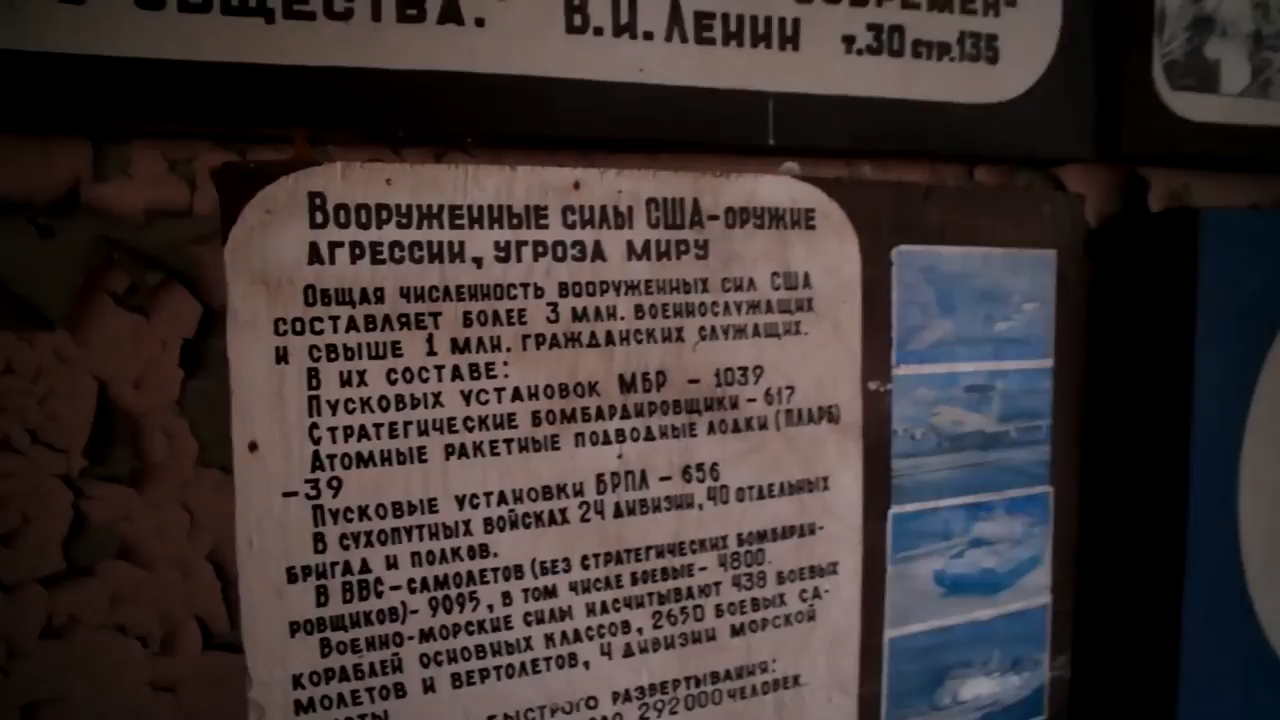 ОБЩЕСТВА." СОВРЕМЕН-
В.И. ЛЕНИН т.30 стр.135
ВООРУЖЕННЫЕ СИЛЫ США-ОРУЖИЕ
АГРЕССИИ, УГРОЗА МИРУ
ОБЩАЯ ЧИСЛЕННОСТЬ ВООРУЖЕННЫХ СИЛ США
СОСТАВЛЯЕТ БОЛЕЕ 3 МЛН. ВОЕННОСЛУЖАЩИХ
И СВЫШЕ 1 МЛН. ГРАЖДАНСКИХ СЛУЖАЩИХ.
В ИХ СОСТАВЕ:
ПУСКОВЫХ УСТАНОВОК МБР - 1039
СТРАТЕГИЧЕСКИЕ БОМБАРДИРОВЩИКИ - 617
АТОМНЫЕ РАКЕТНЫЕ ПОДВОДНЫЕ ЛОДКИ (ПЛАРБ)
-39
ПУСКОВЫЕ УСТАНОВКИ БРПЛ - 656
В СУХОПУТНЫХ ВОЙСКАХ 24 ДИВИЗИИ, 40 ОТДЕЛЬНЫХ
БРИГАД И ПОЛКОВ.
В ВВС-САМОЛЕТОВ (БЕЗ СТРАТЕГИЧЕСКИХ БОМБАРДИ-
РОВЩИКОВ)- 9095, В ТОМ ЧИСЛЕ БОЕВЫЕ- 4800.
ВОЕННО-МОРСКИЕ СИЛЫ НАСЧИТЫВАЮТ 438 БОЕВЫХ
КОРАБЛЕЙ ОСНОВНЫХ КЛАССОВ, 2650 БОЕВЫХ СА-
МОЛЕТОВ И ВЕРТОЛЕТОВ, 4 ДИВИЗИИ МОРСКОЙ
БЫСТРОГО РАЗВЕРТЫВАНИЯ:
292000 ЧЕЛОВЕК.